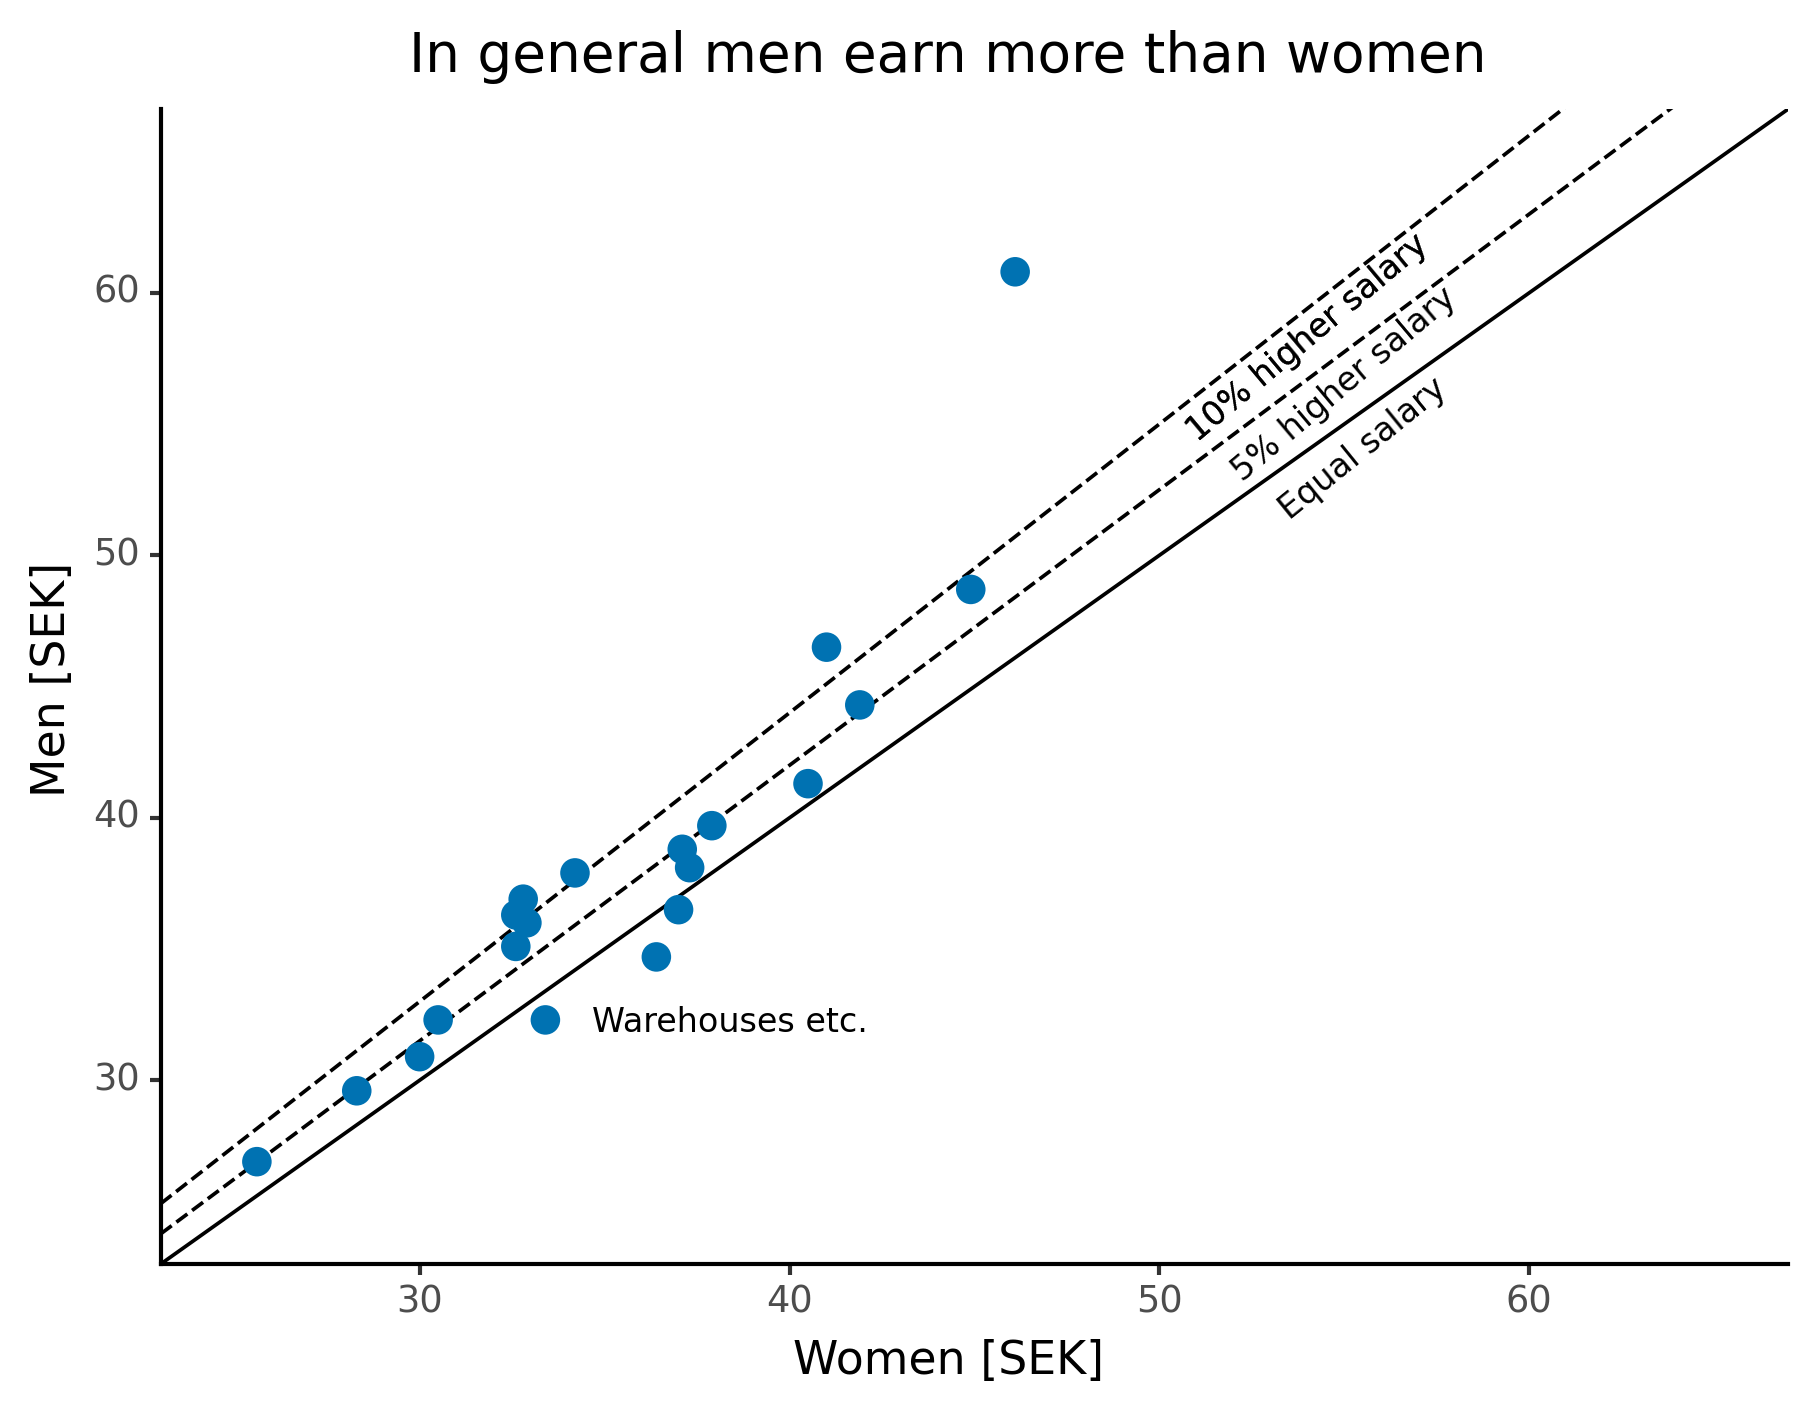 In general men earn more than women
Men [SEK]
60
50
40
30
10% higher salary
5% higher salary
Equal salary
Warehouses etc.
30 40 50 60
Women [SEK]